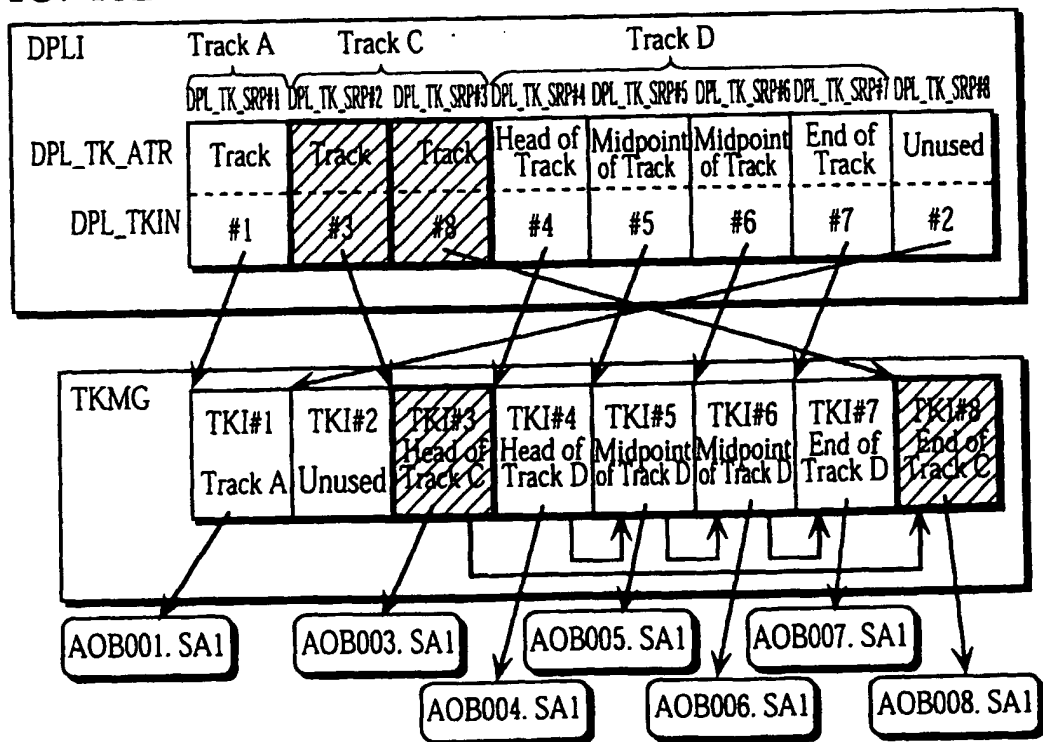 DPLI Track A Track C Track D
DPL_TK_SRP#1 DPL_TK_SRP#2 DPL_TK_SRP#3 DPL_TK_SRP#4 DPL_TK_SRP#5 DPL_TK_SRP#6 DPL_TK_SRP#7 DPL_TK_SRP#8
DPL_TK_ATR Track Track Track Head of Track Midpoint of Track Midpoint of Track End of Track Unused
DPL_TKIN #1 #3 #8 #4 #5 #6 #7 #2
TKMG TKI#1 TKI#2 TKI#3 TKI#4 TKI#5 TKI#6 TKI#7 TKI#8
Track A Unused Head of Track C Head of Track D Midpoint of Track D Midpoint of Track D End of Track D End of Track C
AOB001. SA1 AOB003. SA1 AOB005. SA1 AOB007. SA1
AOB004. SA1 AOB006. SA1 AOB008. SA1